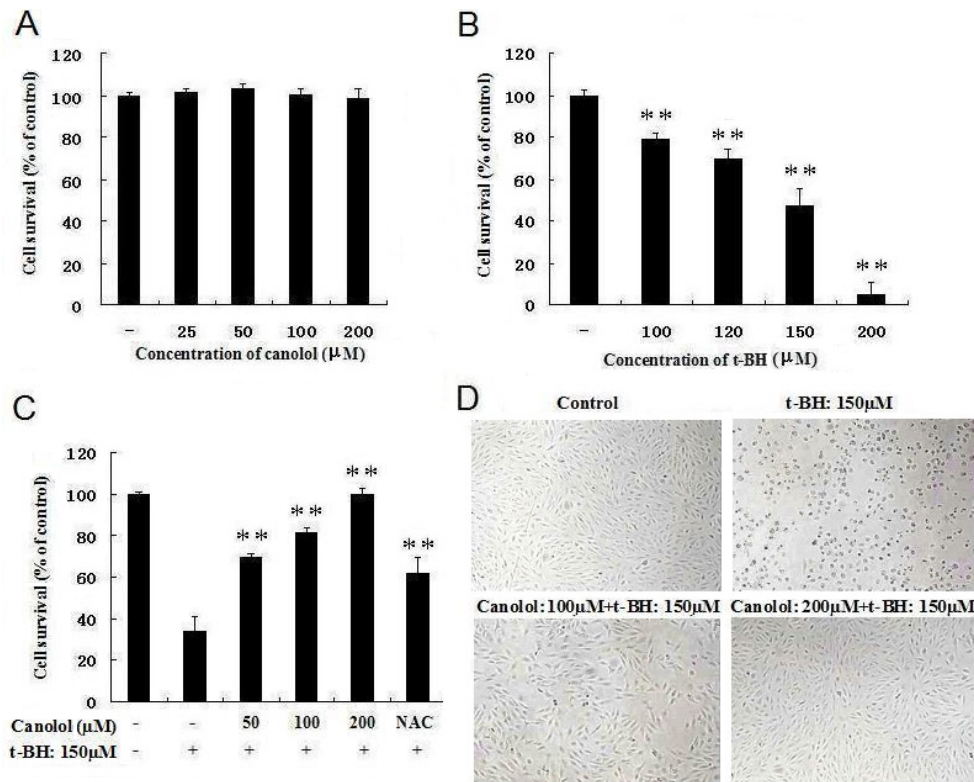 A
120
100
80
60
40
20
0
Cell survival (% of control)
- 25 50 100 200
Concentration of canolol (μM)
B
120
100
80
60
40
20
0
Cell survival (% of control)
** ** ** **
- 100 120 150 200
Concentration of t-BH (μM)
C
120
100
80
60
40
20
0
Cell survival (% of control)
** ** ** **
Canolol (μM) - - 50 100 200 NAC
t-BH: 150μM - + + + + +
D
Control
t-BH: 150μM
Canolol:100μM+t-BH: 150μM
Canolol: 200μM+t-BH: 150μM